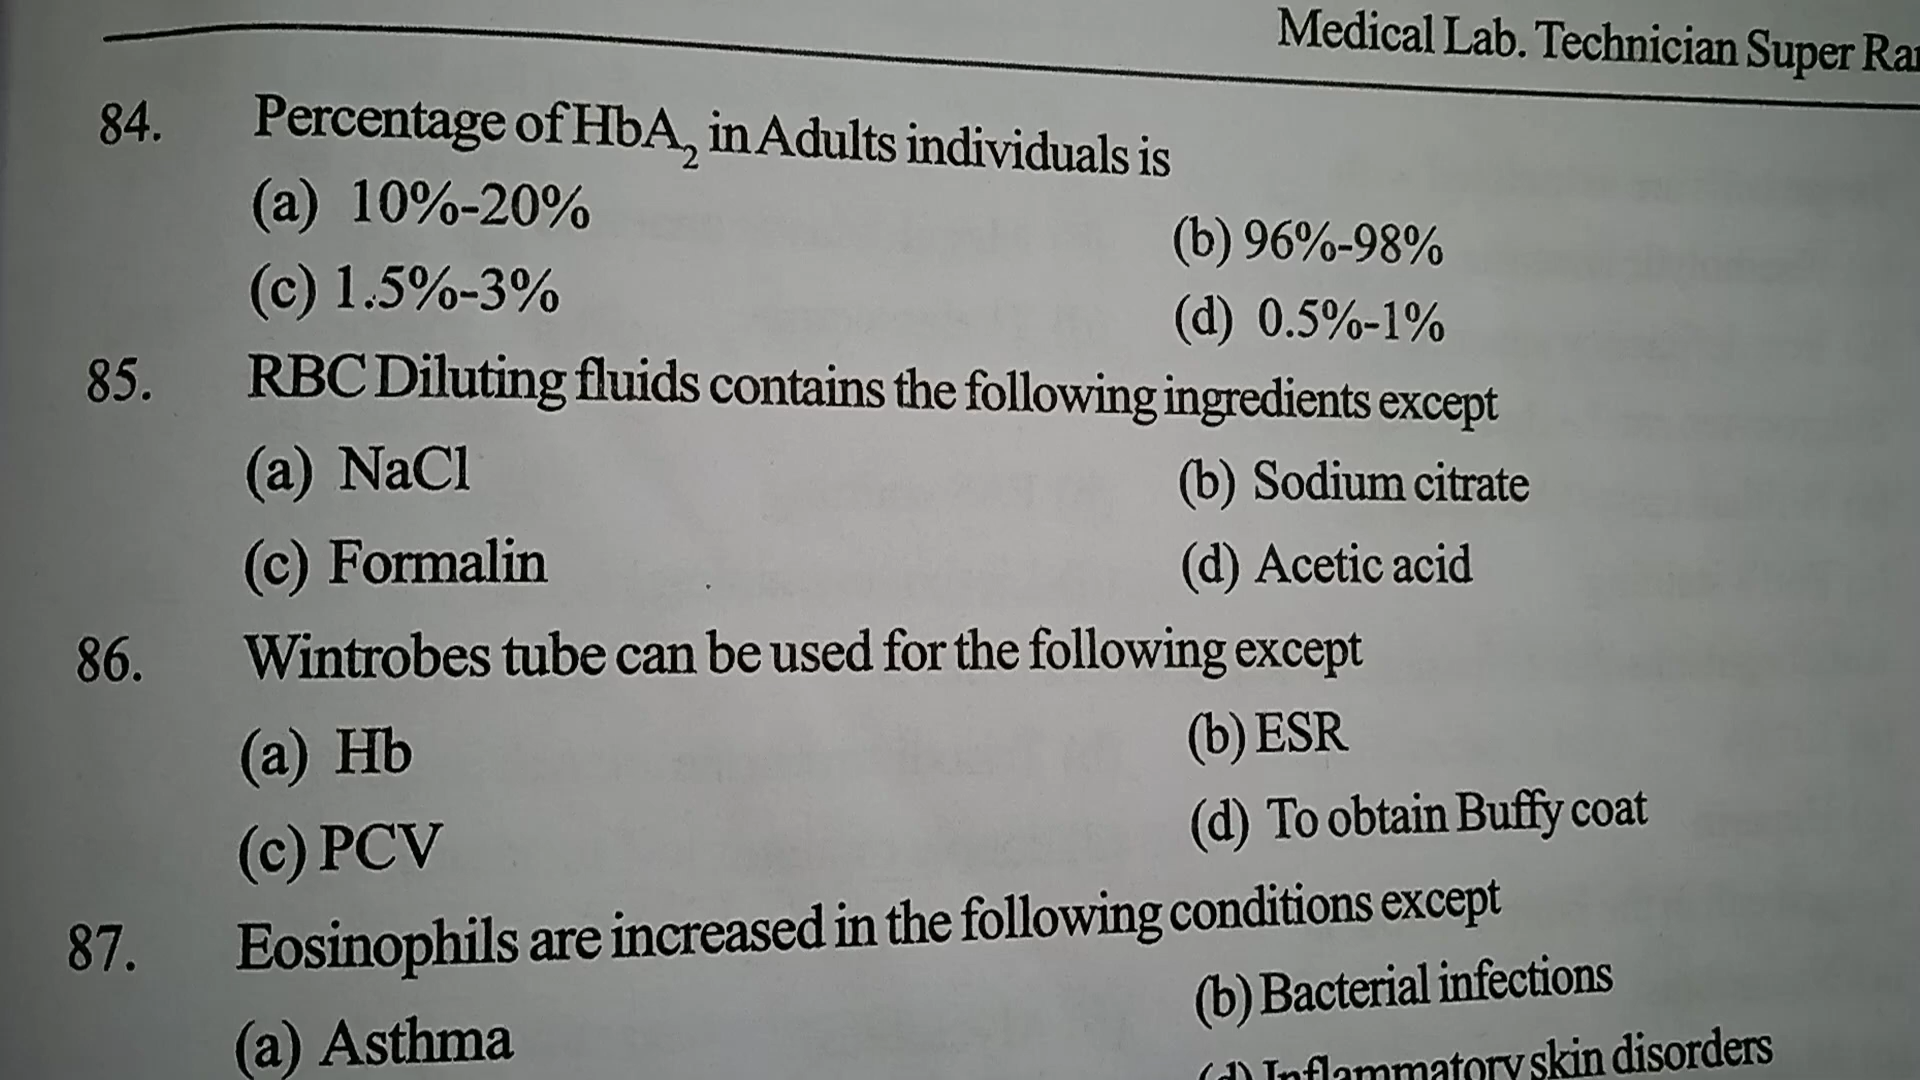 Medical Lab. Technician Super
84. Percentage of HbA₂ in Adults individuals is
(a) 10%-20%
(b) 96%-98%
(c) 1.5%-3%
(d) 0.5%-1%
85. RBC Diluting fluids contains the following ingredients except
(a) NaCl
(b) Sodium citrate
(c) Formalin
(d) Acetic acid
86. Wintrobes tube can be used for the following except
(a) Hb
(b) ESR
(c) PCV
(d) To obtain Buffy coat
87. Eosinophils are increased in the following conditions except
(a) Asthma
(b) Bacterial infections
(d) Inflammatory skin disorders